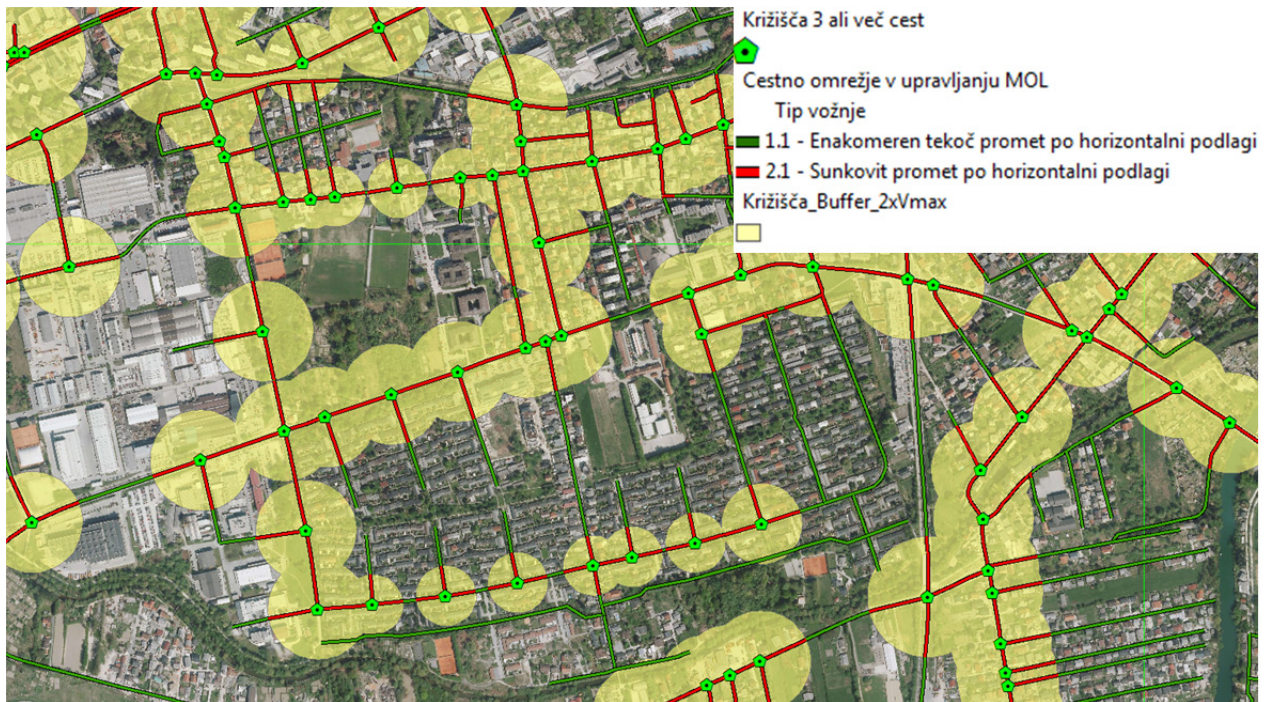 Križišča 3 ali več cest
Cestno omrežje v upravljanju MOL
Tip vožnje
1.1 - Enakomeren tekoč promet po horizontalni podlagi
2.1 - Sunkovit promet po horizontalni podlagi
Križišča_Buffer_2xVmax